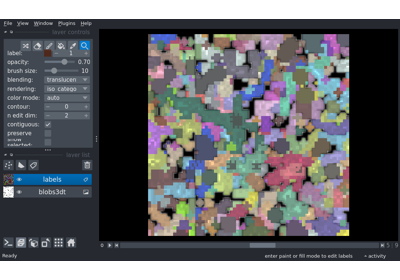 File View Window Plugins Help
layer controls
label: 1
opacity: 0.70
brush size: 10
blending: translucen
rendering: iso_catego
color mode: auto
contour: - 0 +
n edit dim: - 2 +
contiguous:
preserve
selected:
layer list
labels
blobs3dt
Ready
enter paint or fill mode to edit labels
activity